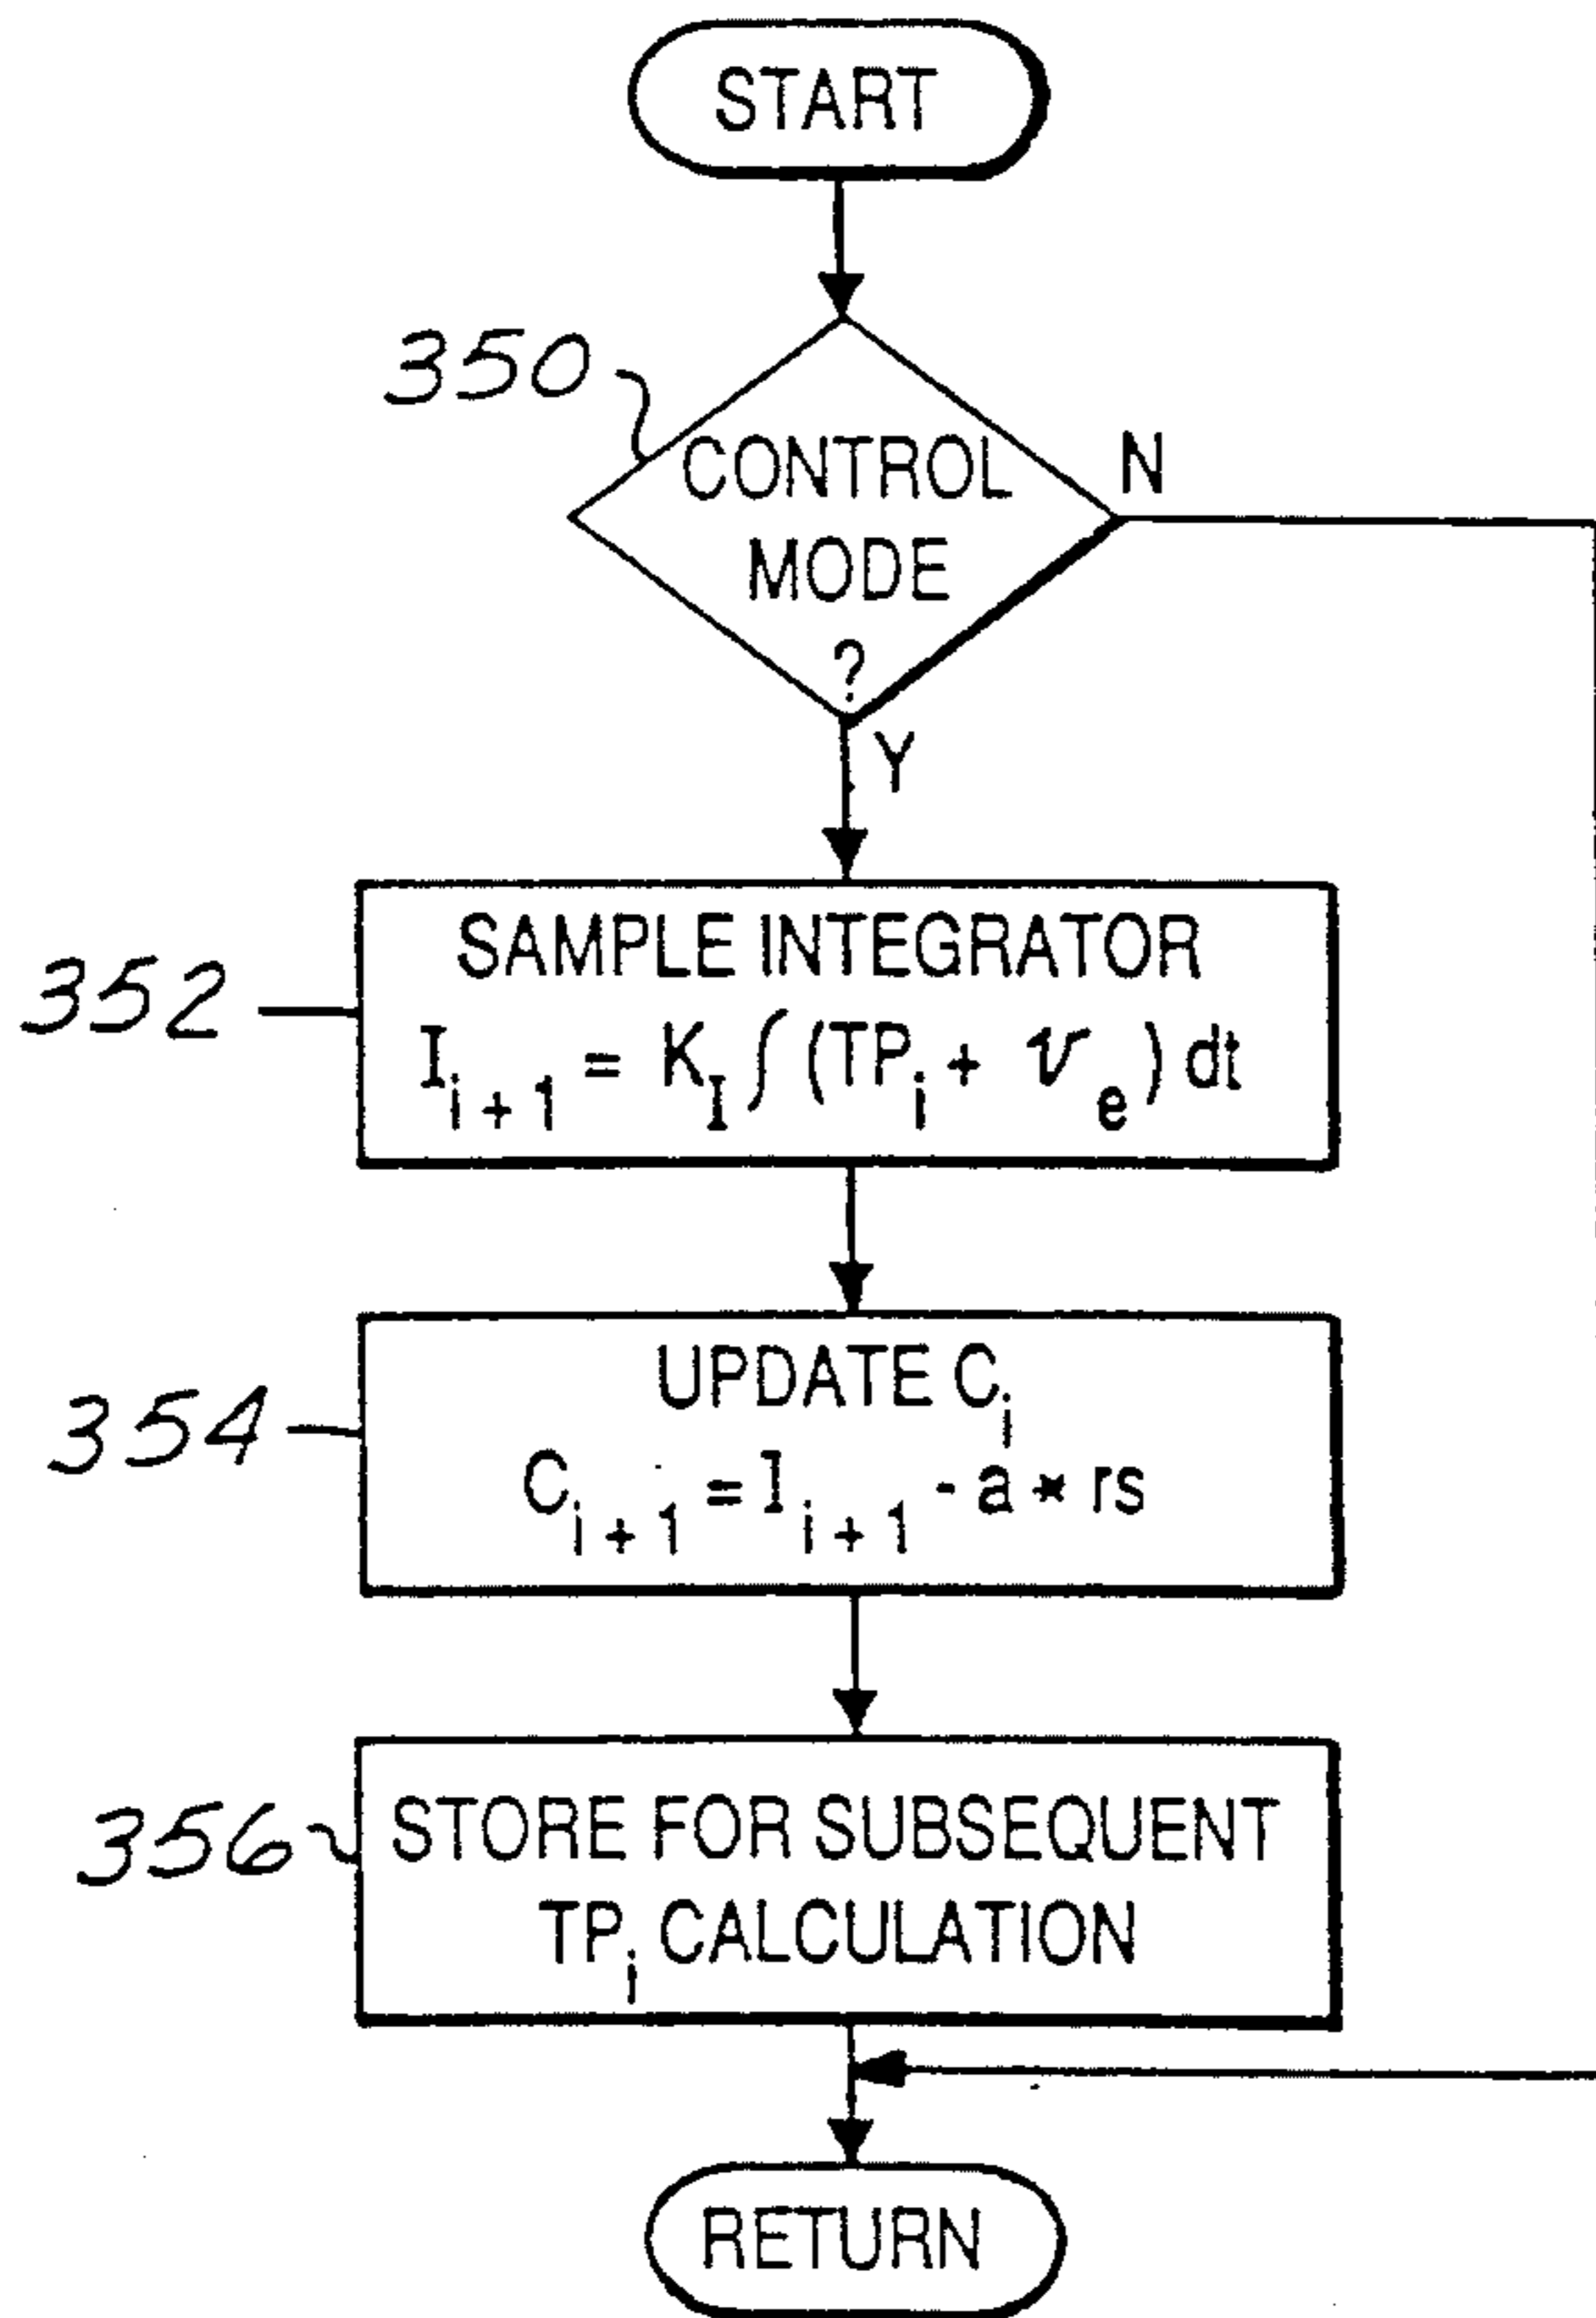 START
350
CONTROL
MODE
?
N
Y
352
SAMPLE INTEGRATOR
I_{i+1} = K_I ∫ (TP_i + v_e) dt
354
UPDATE C_i
C_{i+1} = I_{i+1} - a * rs
356
STORE FOR SUBSEQUENT
TP_i CALCULATION
RETURN